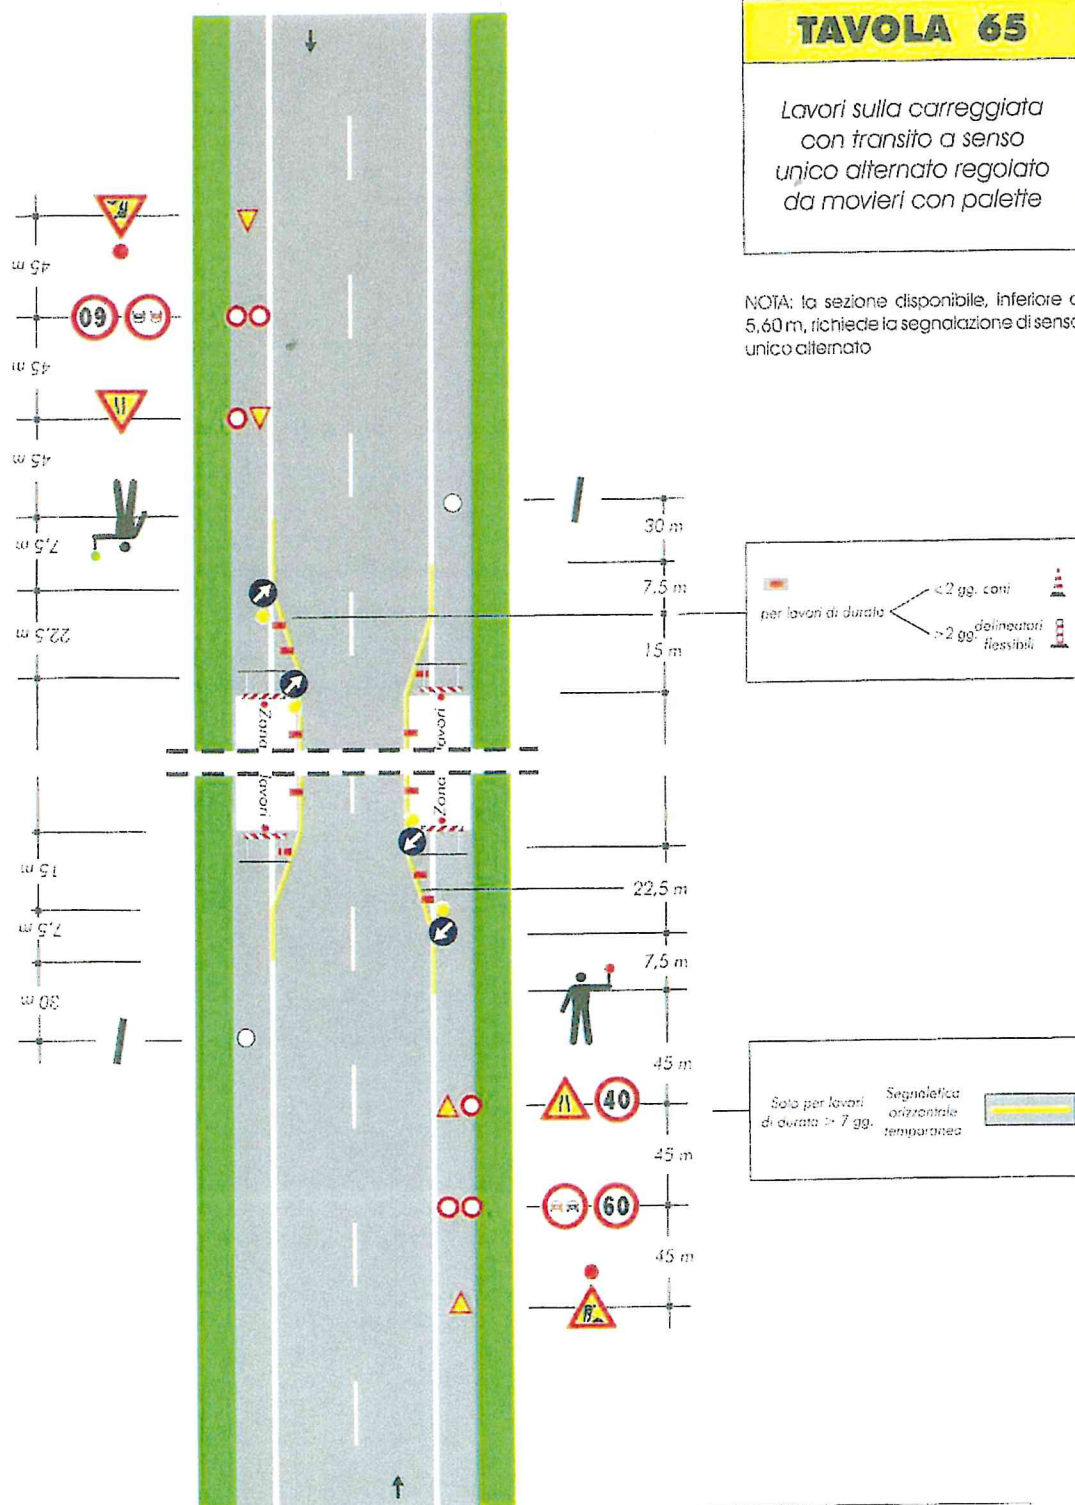 TAVOLA 65
Lavori sulla carreggiata
con transito a senso
unico alternato regolato
da movieri con palette
NOTA: la sezione disponibile, inferiore a
5,60 m, richiede la segnalazione di senso
unico alternato
45 m
60
45 m
45 m
7,5 m
22,5 m
30 m
7.5 m
15 m
per lavori di durata
<2 gg. coni
>2 gg. delineatori
flessibili
Zona
lavori
lavori
Zona
15 m
7,5 m
30 m
22,5 m
7,5 m
45 m
40
45 m
60
45 m
Solo per lavori
di durata > 7 gg.
Segnaletica
orizzontale
temporanea